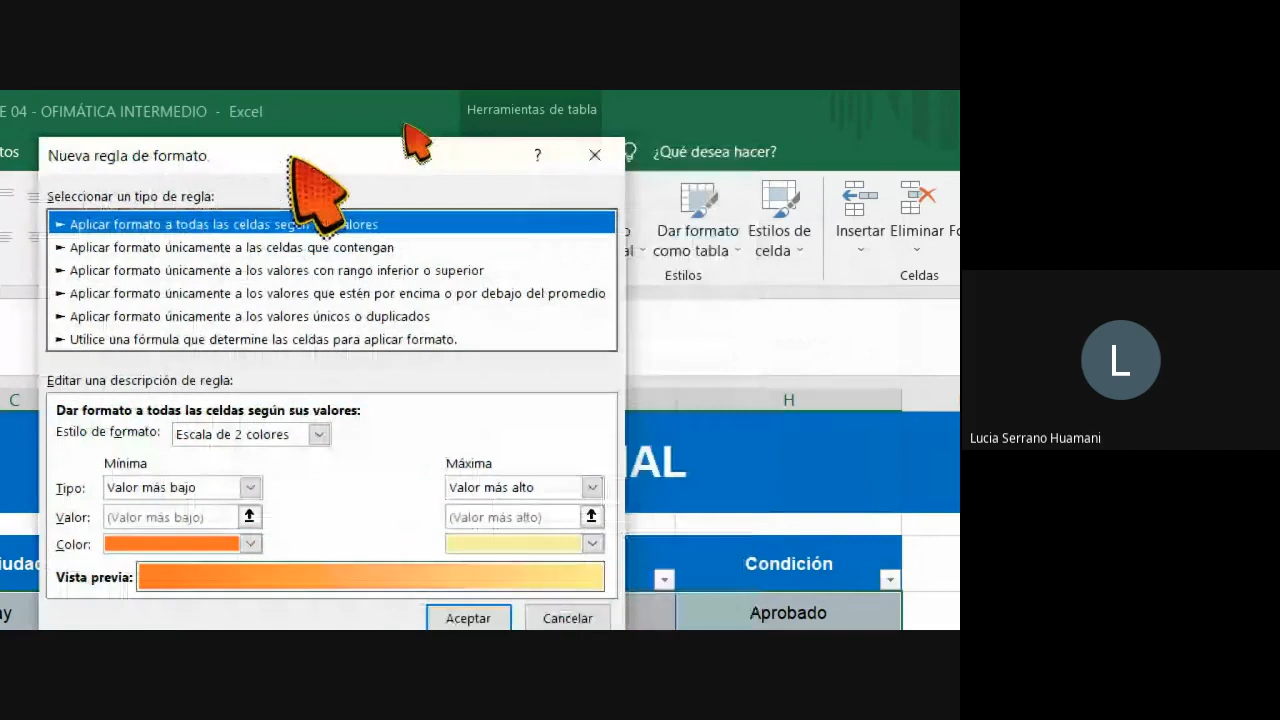 E 04 - OFIMÁTICA INTERMEDIO - Excel
Herramientas de tabla
tos
¿Qué desea hacer?
Nueva regla de formato.
Seleccionar un tipo de regla:
► Aplicar formato a todas las celdas según valores
► Aplicar formato únicamente a las celdas que contengan
► Aplicar formato únicamente a los valores con rango inferior o superior
► Aplicar formato únicamente a los valores que estén por encima o por debajo del promedio
► Aplicar formato únicamente a los valores únicos o duplicados
► Utilice una fórmula que determine las celdas para aplicar formato.
Editar una descripción de regla:
Dar formato a todas las celdas según sus valores:
Estilo de formato: Escala de 2 colores
Mínima Máxima
Tipo: Valor más bajo Valor más alto
Valor: (Valor más bajo) (Valor más alto)
Color:
Vista previa:
Aceptar Cancelar
o Dar formato Estilos de Insertar Eliminar Fo
al como tabla celda
Estilos Celdas
C H
IAL
iudad Condición
ay Aprobado
L
Lucia Serrano Huamani